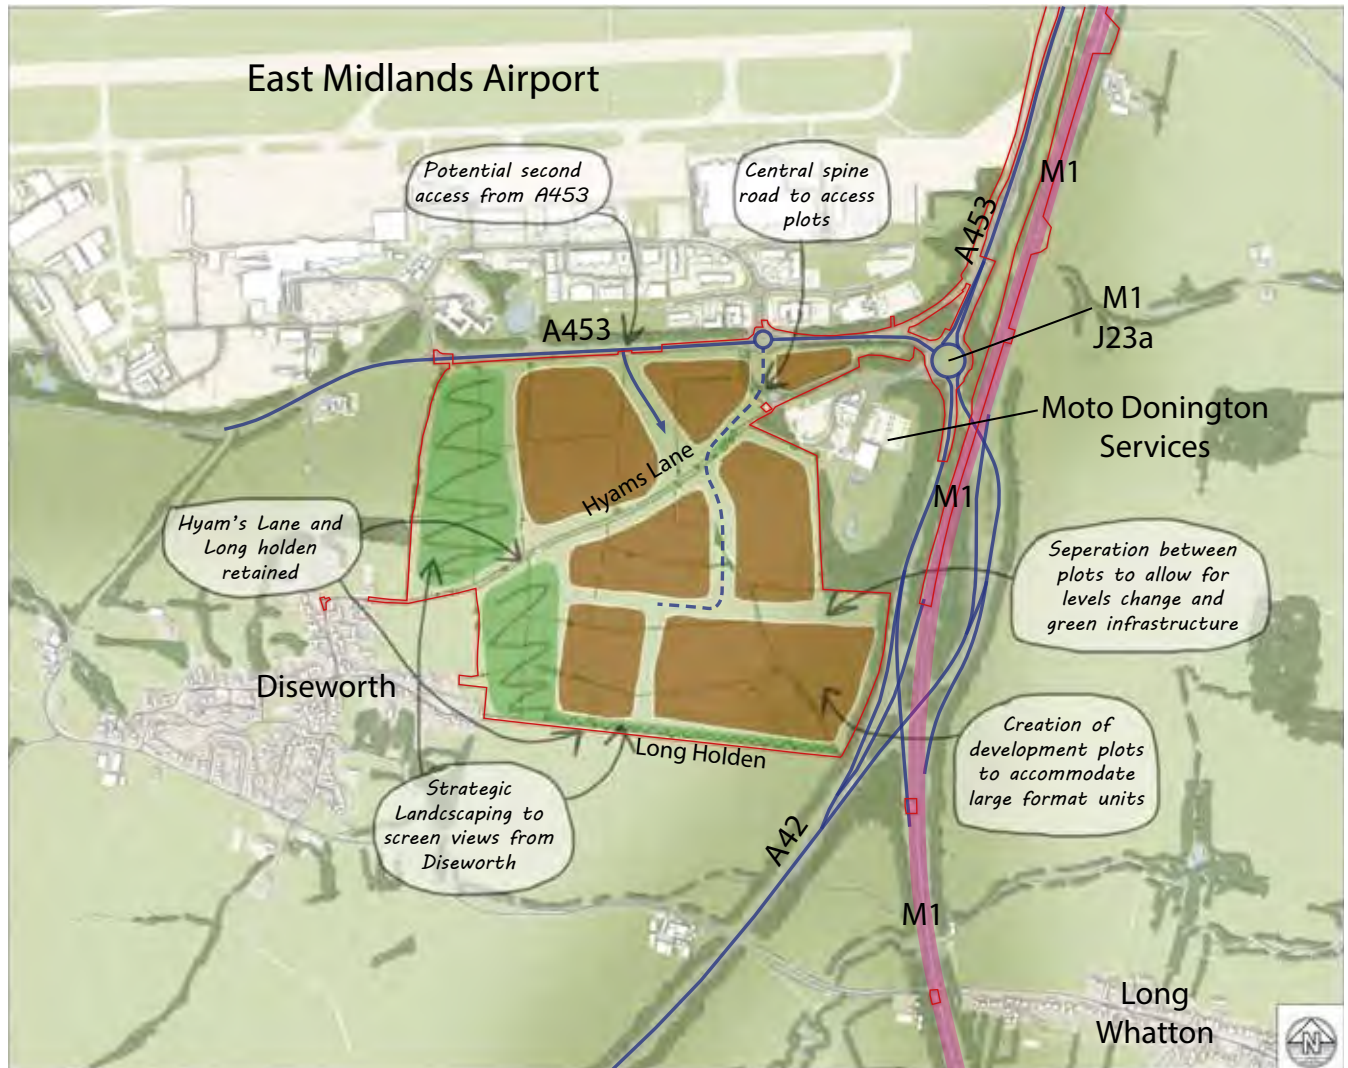 East Midlands Airport
Potential second
access from A453
Central spine
road to access
plots
M1
A453
M1
J23a
A453
Moto Donington
Services
Hyams Lane
M1
Hyam's Lane and
Long holden
retained
Seperation between
plots to allow for
levels change and
green infrastructure
Diseworth
Creation of
development plots
to accommodate
large format units
Long Holden
Strategic
Landcscaping to
screen views from
Diseworth
A42
M1
Long
Whatton
N